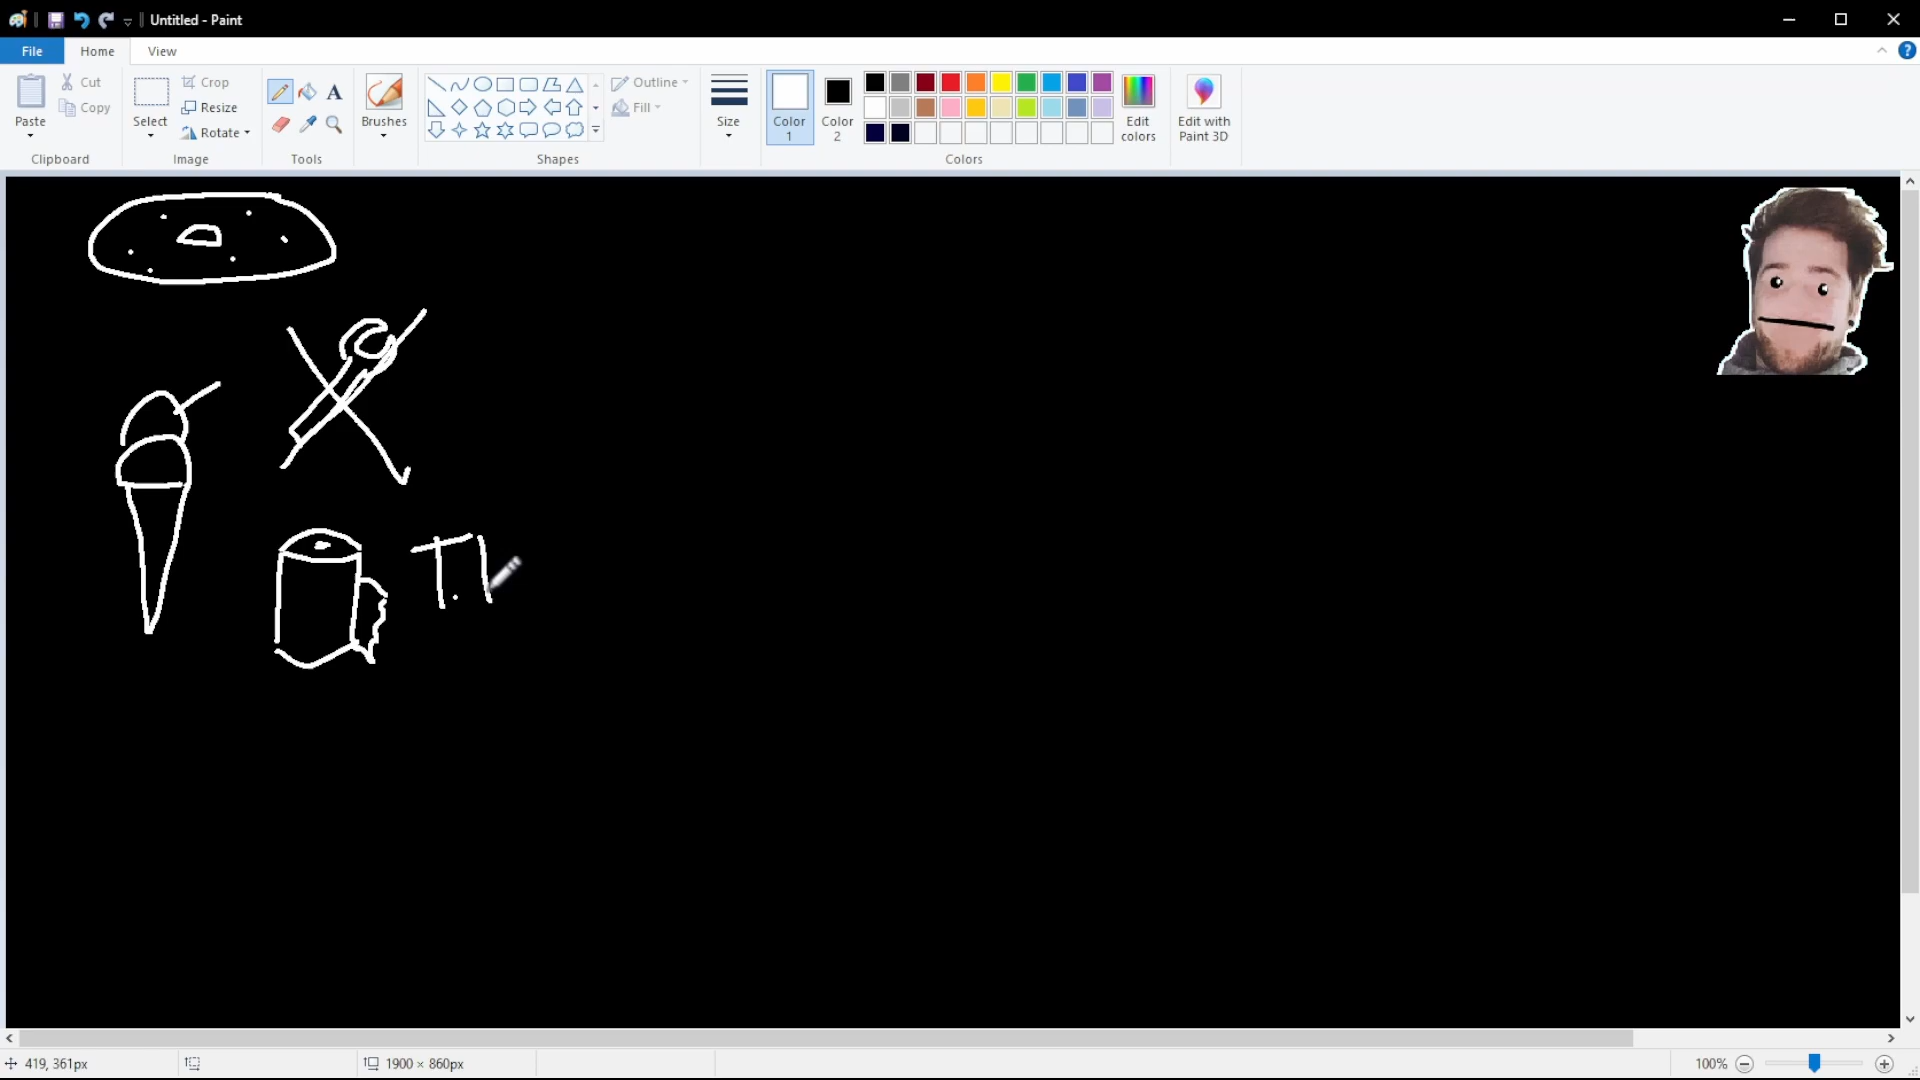 Untitled - Paint
File Home View
Paste
Cut
Copy
Clipboard
Select
Crop
Resize
Rotate
Image
Tools
Brushes
Shapes
Outline
Fill
Size
Color 1
Color 2
Colors
Edit colors
Edit with Paint 3D
419, 361px
1900 × 860px
100%